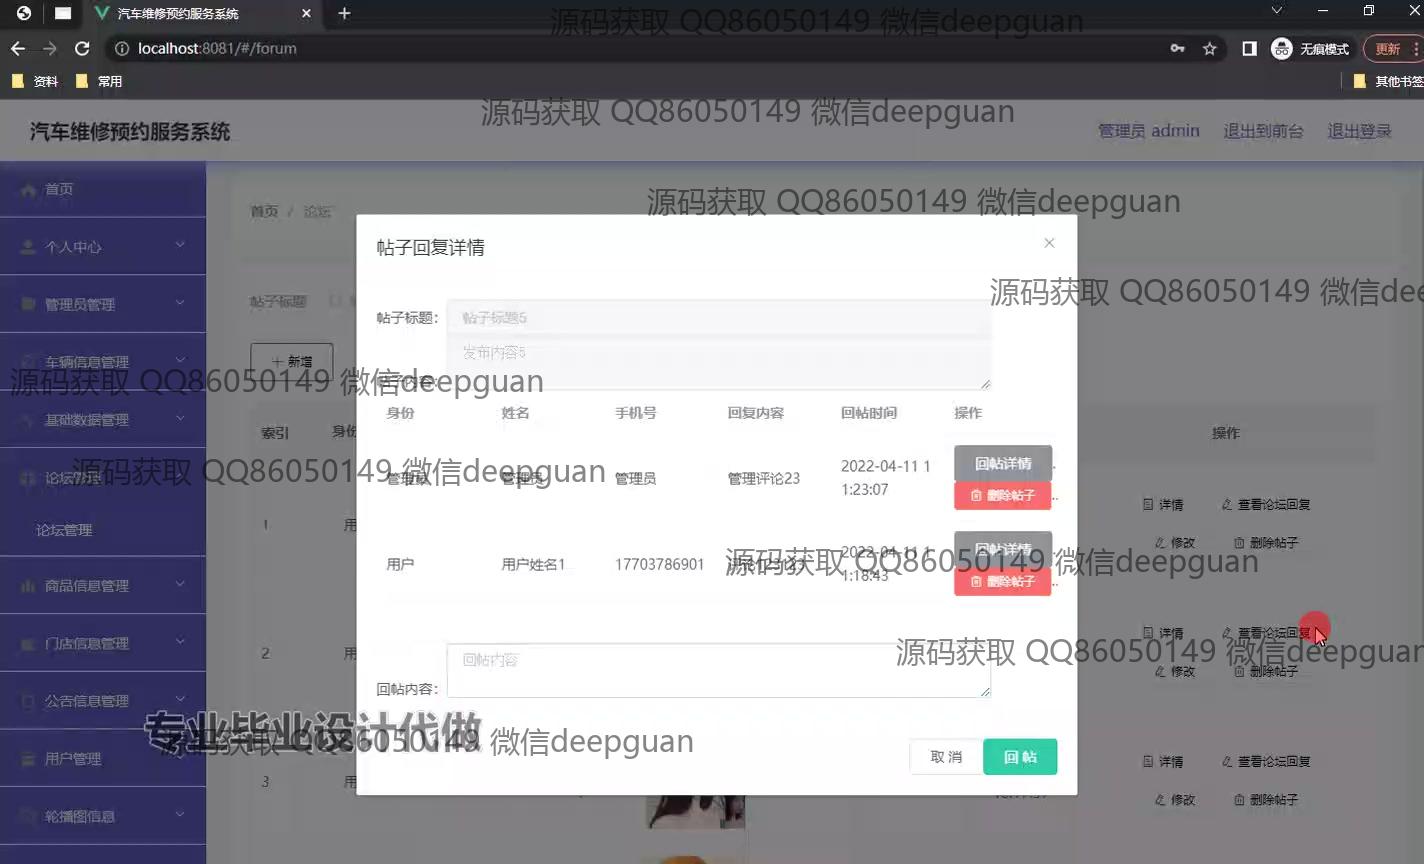 汽车维修预约服务系统
localhost:8081/#/forum
无痕模式
更新
资料
常用
其他书签
源码获取 QQ86050149 微信deepguan
源码获取 QQ86050149 微信deepguan
汽车维修预约服务系统
管理员 admin
退出到前台
退出登录
首页
个人中心
管理员管理
车辆信息管理
基础数据管理
论坛管理
论坛管理
商品信息管理
门店信息管理
公告信息管理
用户管理
轮播图信息
源码获取 QQ86050149 微信deepguan
首页 / 论坛
帖子标题
源码获取 QQ86050149 微信dee
新增
源码获取 QQ86050149 微信deepguan
索引
身份
操作
源码获取 QQ86050149 微信deepguan
1
用
详情
查看论坛回复
修改
删除帖子
2
用
详情
查看论坛回复
修改
删除帖子
3
用
详情
查看论坛回复
修改
删除帖子
帖子回复详情
帖子标题:
帖子标题5
发布内容5
身份
姓名
手机号
回复内容
回帖时间
操作
管理员
管理员
管理员
管理评论23
2022-04-11 1
1:23:07
回帖详情
删除帖子
用户
用户姓名1
17703786901
2022-04-11 1
1:18:43
回帖详情
删除帖子
源码获取 QQ86050149 微信deepguan
回帖内容:
回帖内容
源码获取 QQ86050149 微信deepguan
专业毕业设计代做
源码获取 QQ86050149 微信deepguan
取消
回帖